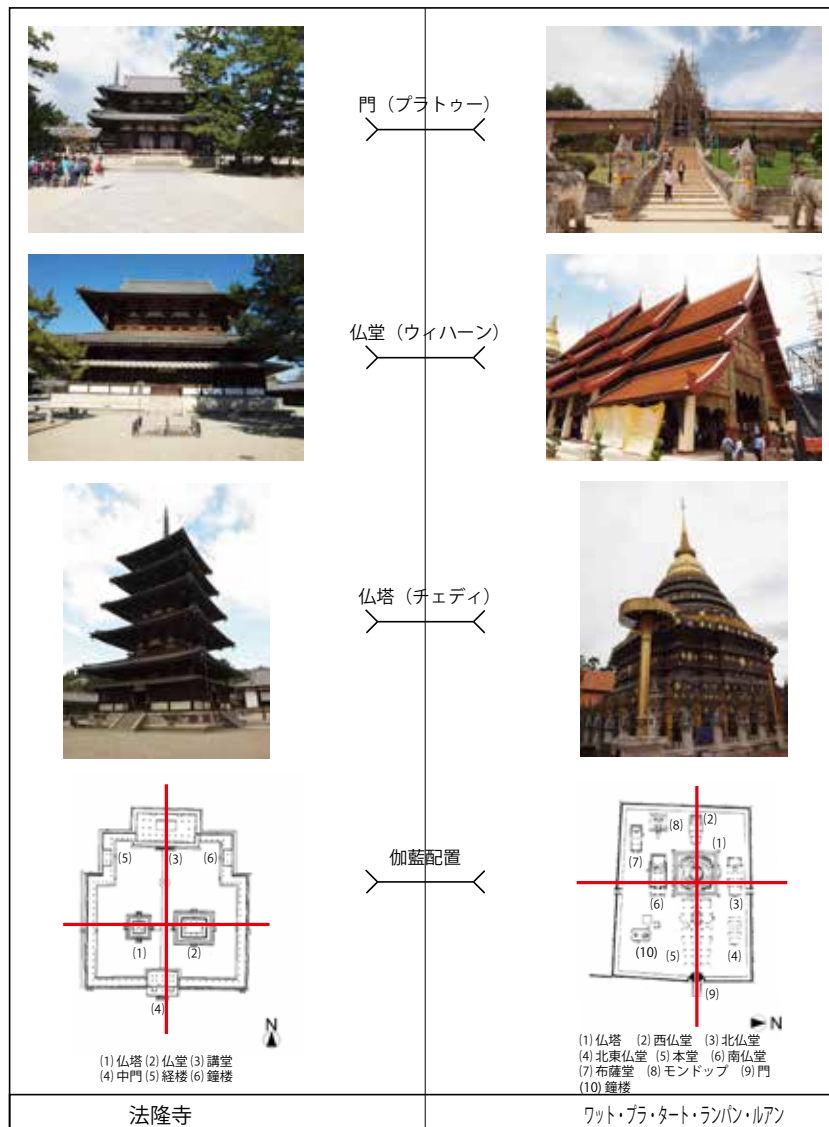 門（プラトゥー）
仏堂（ウィハーン）
仏塔（チェディ）
伽藍配置
(5)
(3)
(6)
(1)
(2)
(4)
N
(1) 仏塔 (2) 仏堂 (3) 講堂
(4) 中門 (5) 経楼 (6) 鐘楼
(2)
(8)
(1)
(7)
(6)
(3)
(10)
(5)
(4)
(9)
N
(1) 仏塔 (2) 西仏堂 (3) 北仏堂
(4) 北東仏堂 (5) 本堂 (6) 南仏堂
(7) 布薩堂 (8) モンドップ (9) 門
(10) 鐘楼
法隆寺
ワット・プラ・タート・ランパン・ルアン